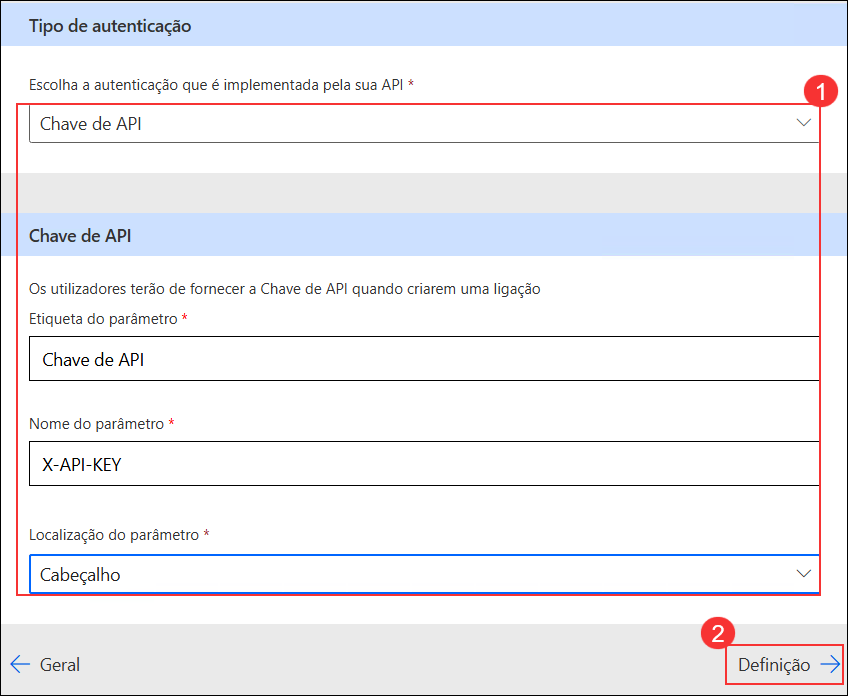 Tipo de autenticação
Escolha a autenticação que é implementada pela sua API *
1
Chave de API
Chave de API
Os utilizadores terão de fornecer a Chave de API quando criarem uma ligação
Etiqueta do parâmetro *
Chave de API
Nome do parâmetro *
X-API-KEY
Localização do parâmetro *
Cabeçalho
2
Geral
Definição